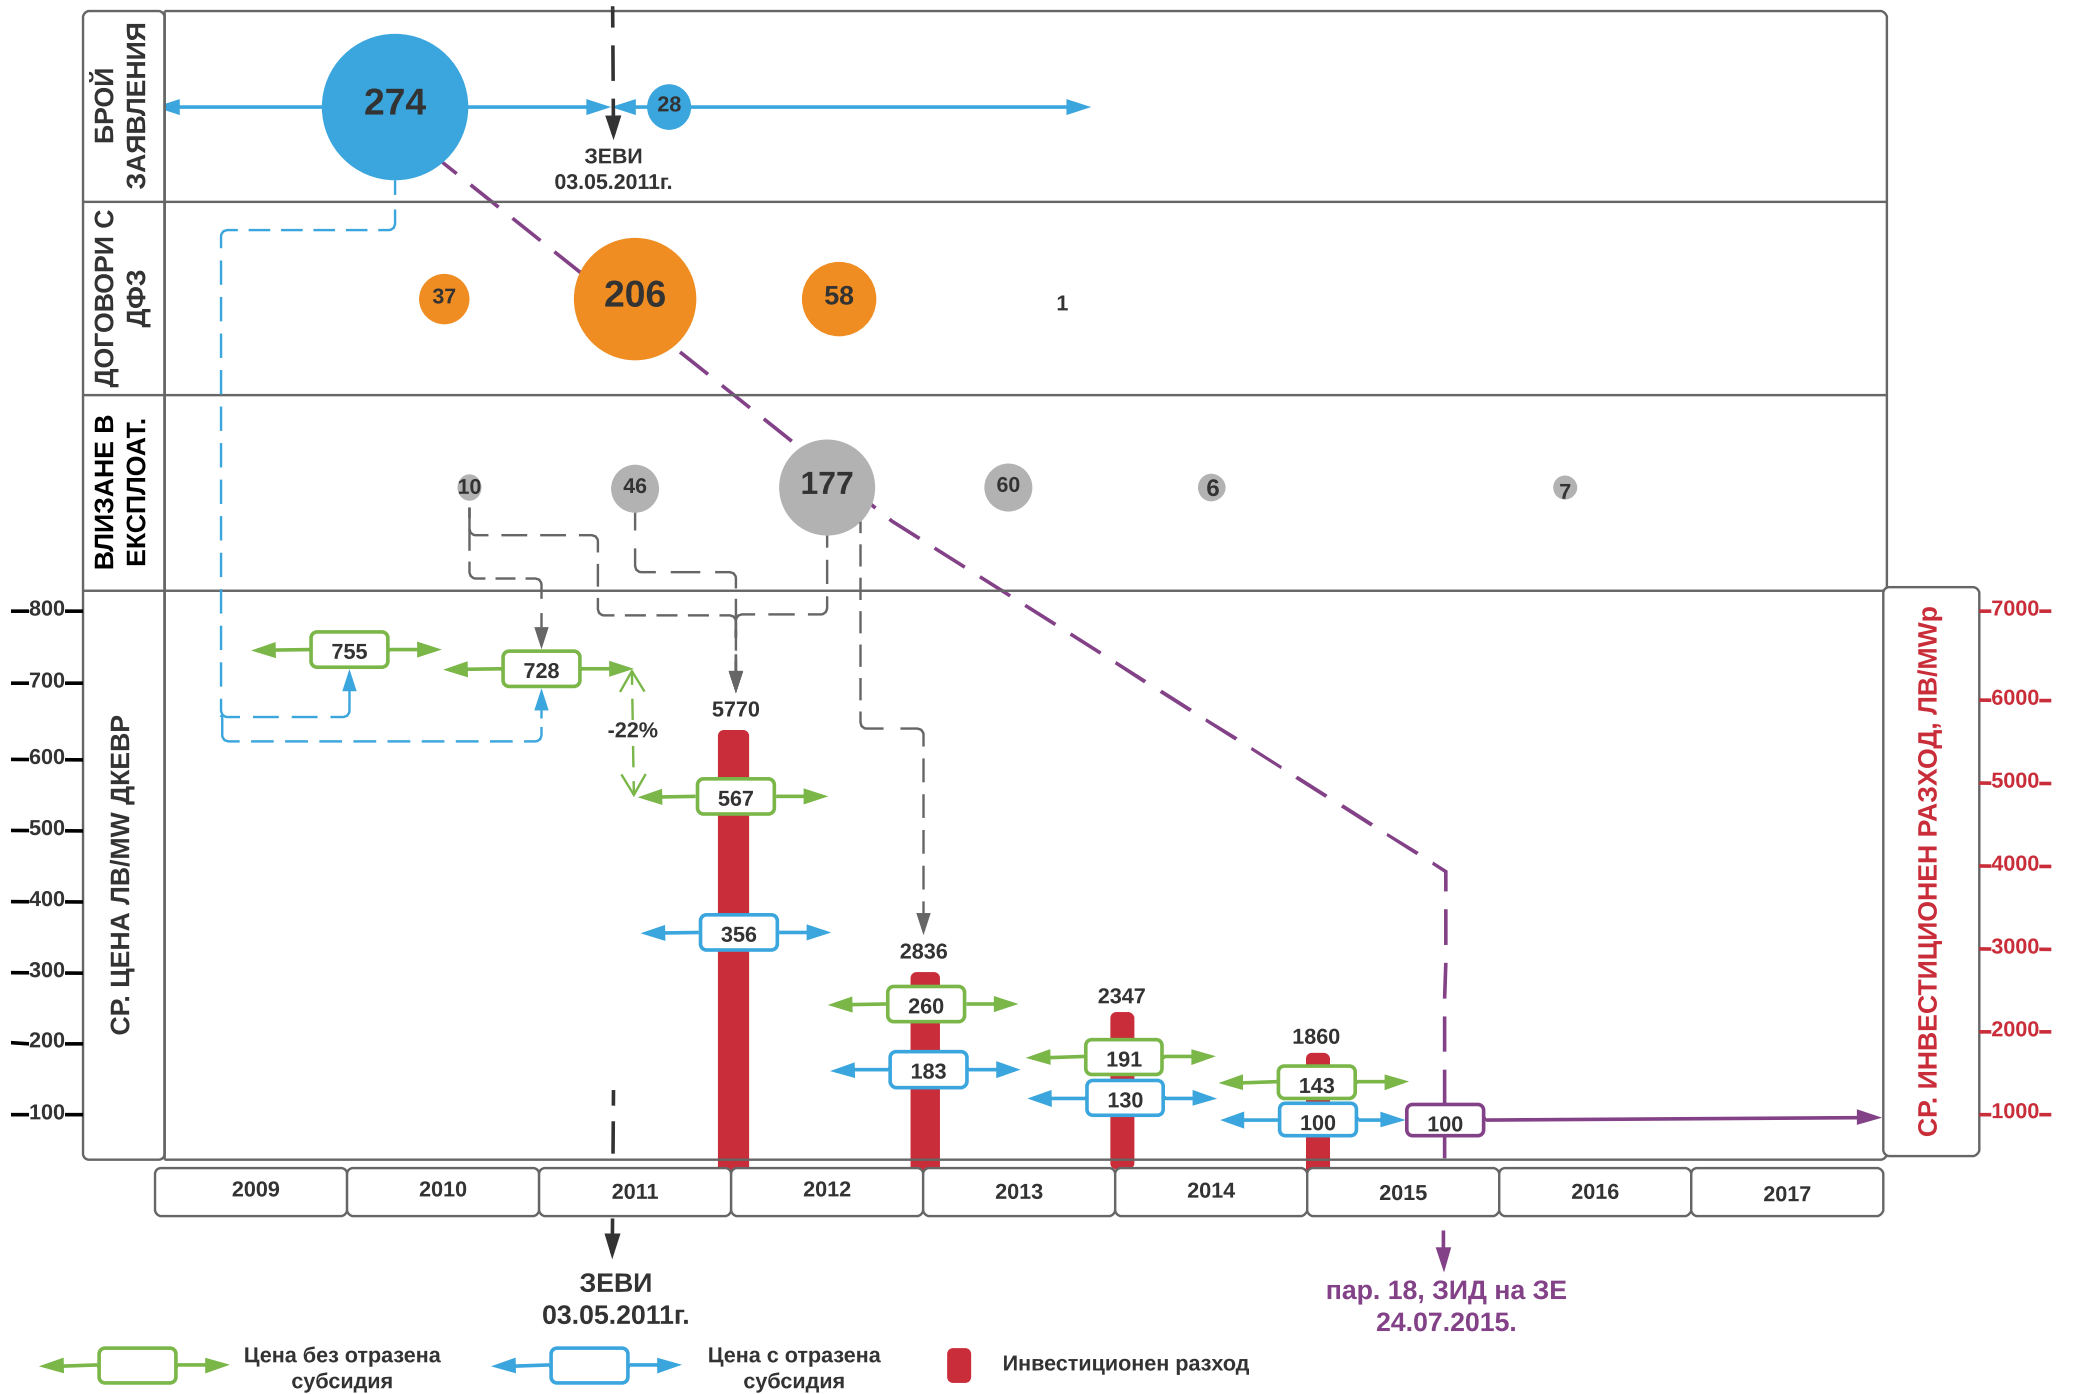 БРОЙ
ЗАЯВЛЕНИЯ
274
28
ЗЕВИ
03.05.2011г.
ДОГОВОРИ С
ДФЗ
37
206
58
1
ВЛИЗАНЕ В
ЕКСПЛОАТ.
10
46
177
60
6
7
СР. ЦЕНА ЛВ/MW ДКЕВР
800
700
600
500
400
300
200
100
755
728
-22%
5770
567
356
2836
260
183
2347
191
130
1860
143
100
100
СР. ИНВЕСТИЦИОНЕН РАЗХОД, ЛВ/MWp
7000
6000
5000
4000
3000
2000
1000
2009
2010
2011
2012
2013
2014
2015
2016
2017
ЗЕВИ
03.05.2011г.
пар. 18, ЗИД на ЗЕ
24.07.2015.
Цена без отразена
субсидия
Цена с отразена
субсидия
Инвестиционен разход